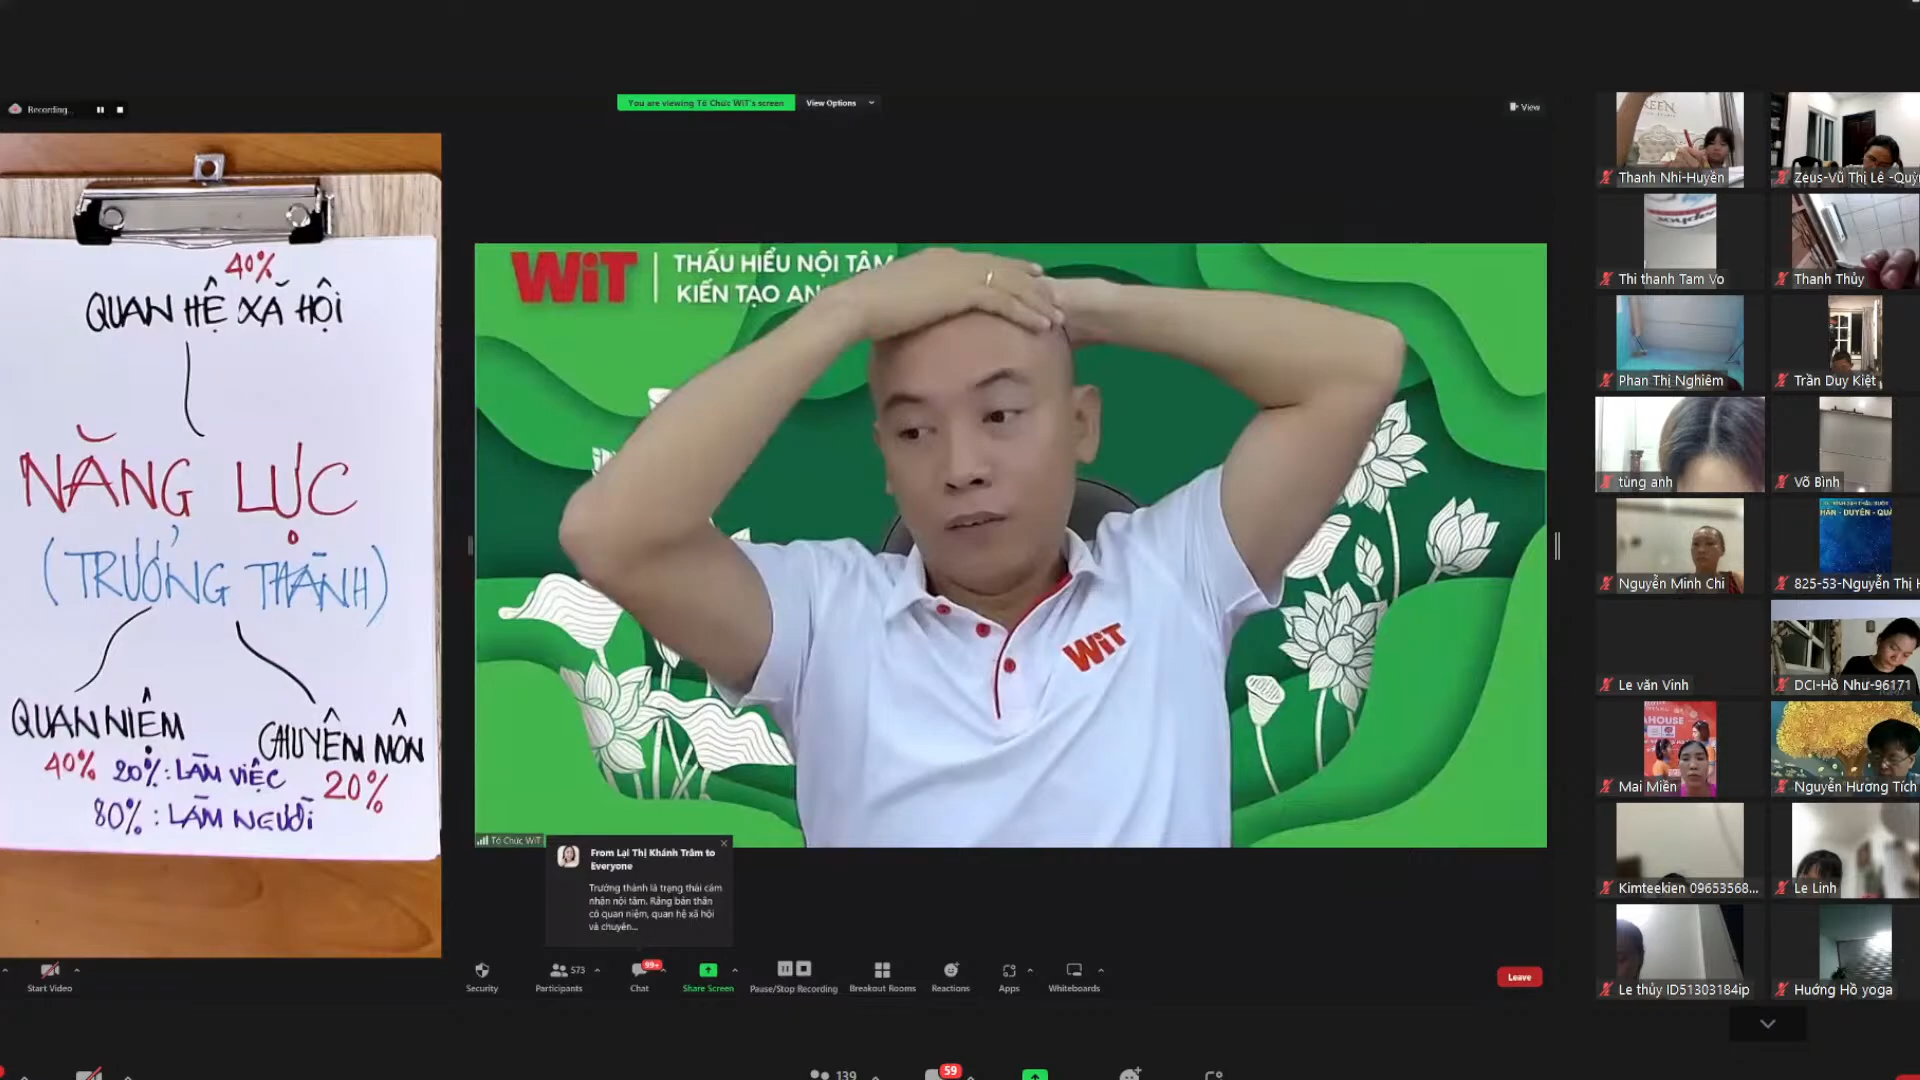 Recording...
You are viewing Tổ Chức WiT's screen
View Options
View
40%
QUAN HỆ XÃ HỘI
NĂNG LỰC
(TRƯỞNG THÀNH)
QUAN NIỆM
CHUYÊN MÔN
40%
20%: LÀM VIỆC
20%
80%: LÀM NGƯỜI
WiT
THẤU HIỂU NỘI TÂM
KIẾN TẠO AN
WiT
Tổ Chức WiT
From Lại Thị Khánh Trâm to
Everyone
Trưởng thành là trạng thái cảm
nhận nội tâm. Rằng bản thân
có quan niệm, quan hệ xã hội
và chuyên...
Start Video
Security
573
Participants
99+
Chat
Share Screen
Pause/Stop Recording
Breakout Rooms
Reactions
Apps
Whiteboards
Leave
REEN
Thanh Nhi-Huyền
Zeus-Vũ Thị Lê -Quỳn
Thi thanh Tam Vo
Thanh Thủy
Phan Thị Nghiêm
Trần Duy Kiệt
tùng anh
Võ Bình
Nguyễn Minh Chi
HÂN - DUYÊN - QUẢ
825-53-Nguyễn Thị H
Le văn Vinh
DCI-Hồ Như-96171
AHOUSE
Mai Miền
Nguyễn Hương Tích
Kimteekien 09653568...
Le Linh
Le thủy ID51303184ip
Hướng Hồ yoga
139
59